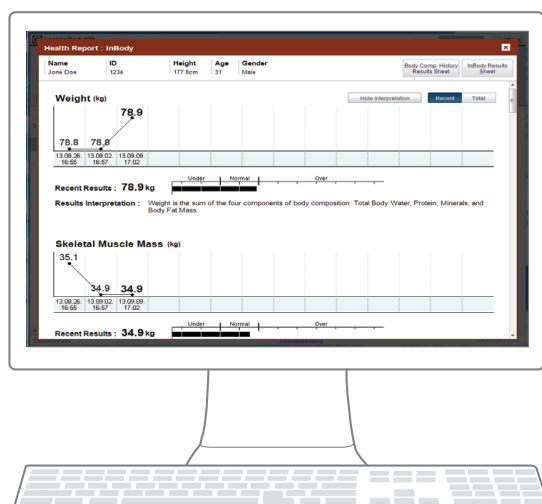 Health Report : InBody
Name ID Height Age Gender
Jone Doe 1234 177.8cm 31 Male
Body Comp. History Results Sheet
InBody Results Sheet
Weight (kg)
Hide Interpretation Recent Total
78.8 78.8 78.9
13.08.26. 16:55 13.09.02. 16:57 13.09.09. 17:02
Under Normal Over
Recent Results : 78.9 kg
Results Interpretation : Weight is the sum of the four components of body composition: Total Body Water, Protein, Minerals, and
Body Fat Mass.
Skeletal Muscle Mass (kg)
35.1 34.9 34.9
13.08.26. 16:55 13.09.02. 16:57 13.09.09. 17:02
Under Normal Over
Recent Results : 34.9 kg